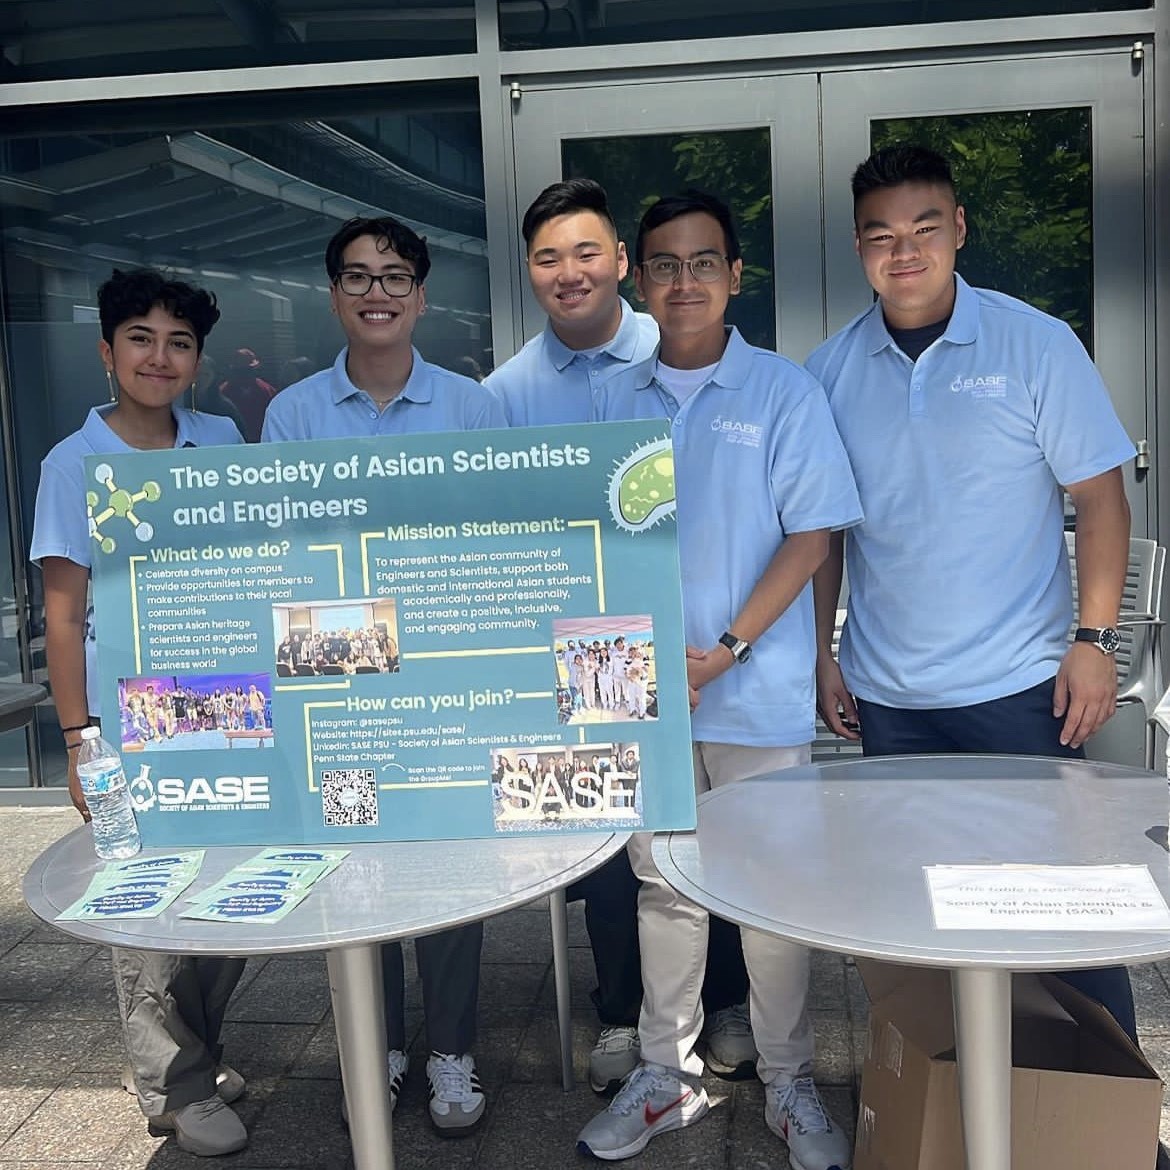 The Society of Asian Scientists
and Engineers
What do we do?
• Celebrate diversity on campus
• Provide opportunities for members to
make contributions to their local
communities
• Prepare Asian heritage
scientists and engineers
for success in the global
business world
Mission Statement:
To represent the Asian community of
Engineers and Scientists, support both
domestic and international Asian students
academically and professionally,
and create a positive, inclusive,
and engaging community.
How can you join?
Instagram: @sasepsu
Website: https://sites.psu.edu/sase/
Linkedin: SASE PSU - Society of Asian Scientists & Engineers
Penn State Chapter
Scan the QR code to join
the GroupMe!
SASE
SOCIETY OF ASIAN SCIENTISTS & ENGINEERS
SASE
SASE
SASE
This table is reserved for:
Society of Asian Scientists &
Engineers (SASE)